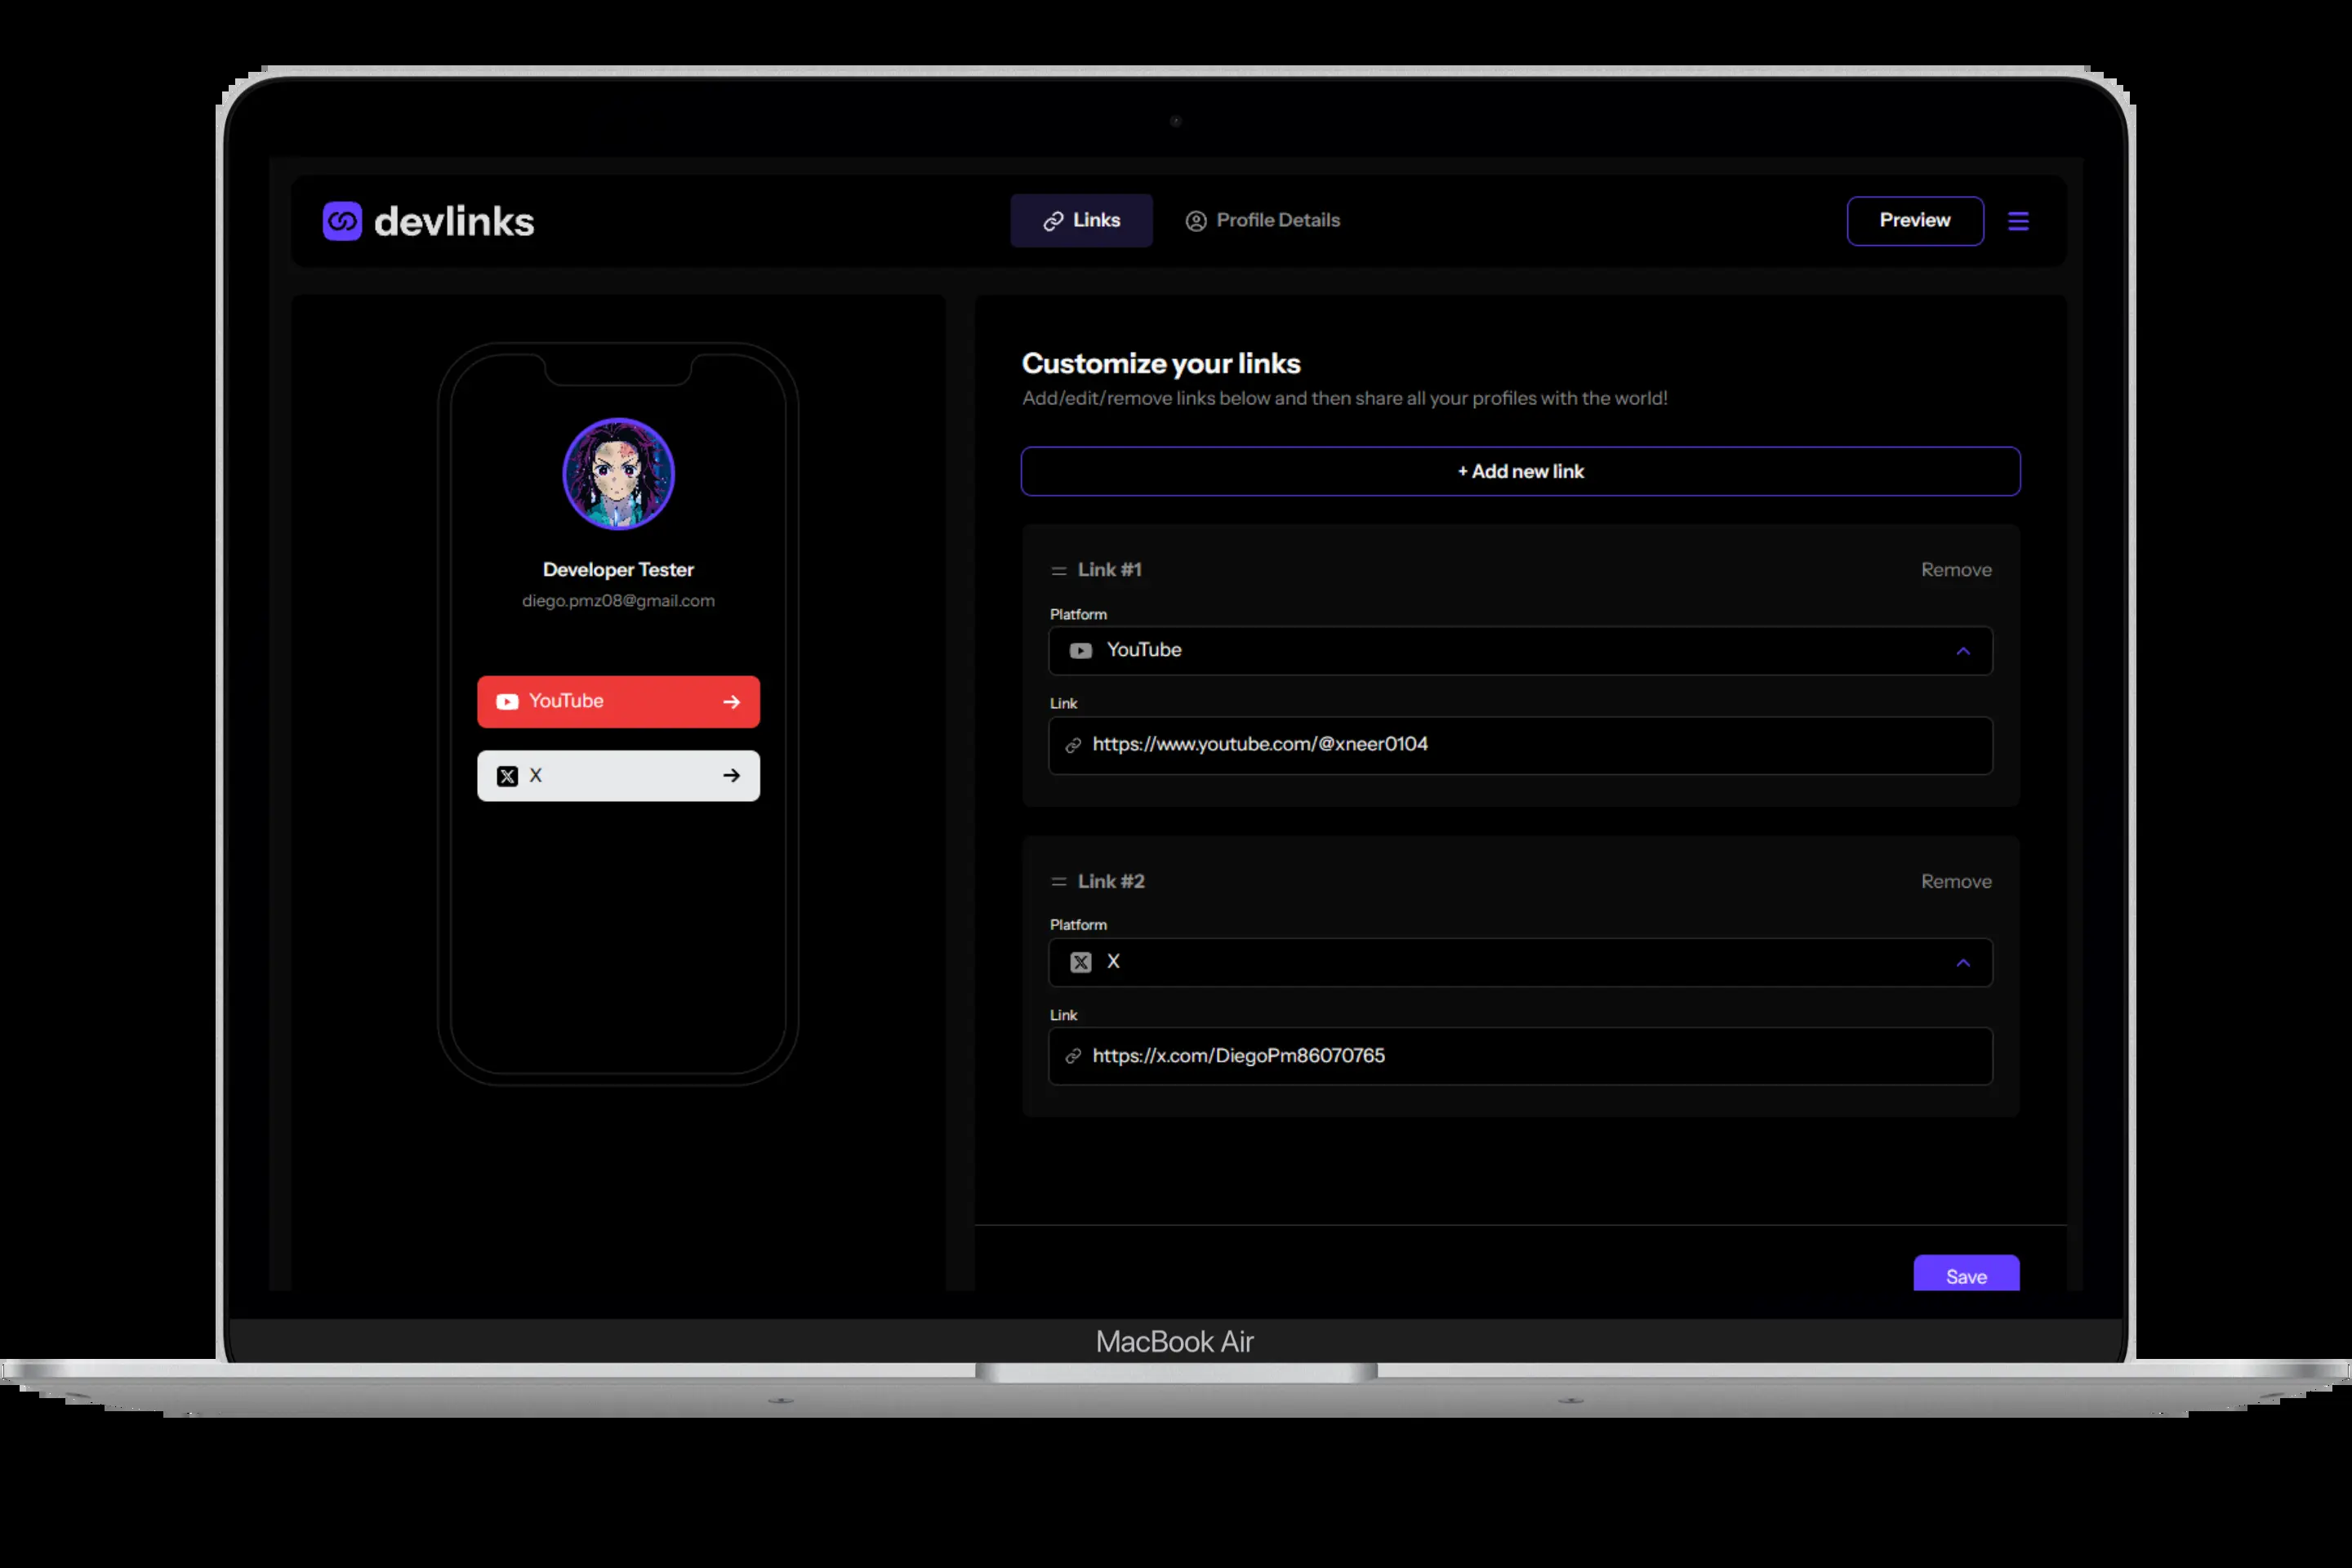 devlinks
Links
Profile Details
Preview
Developer Tester
diego.pmz08@gmail.com
YouTube
X
Customize your links
Add/edit/remove links below and then share all your profiles with the world!
+ Add new link
Link #1
Remove
Platform
YouTube
Link
https://www.youtube.com/@xneer0104
Link #2
Remove
Platform
X
Link
https://x.com/DiegoPm86070765
Save
MacBook Air